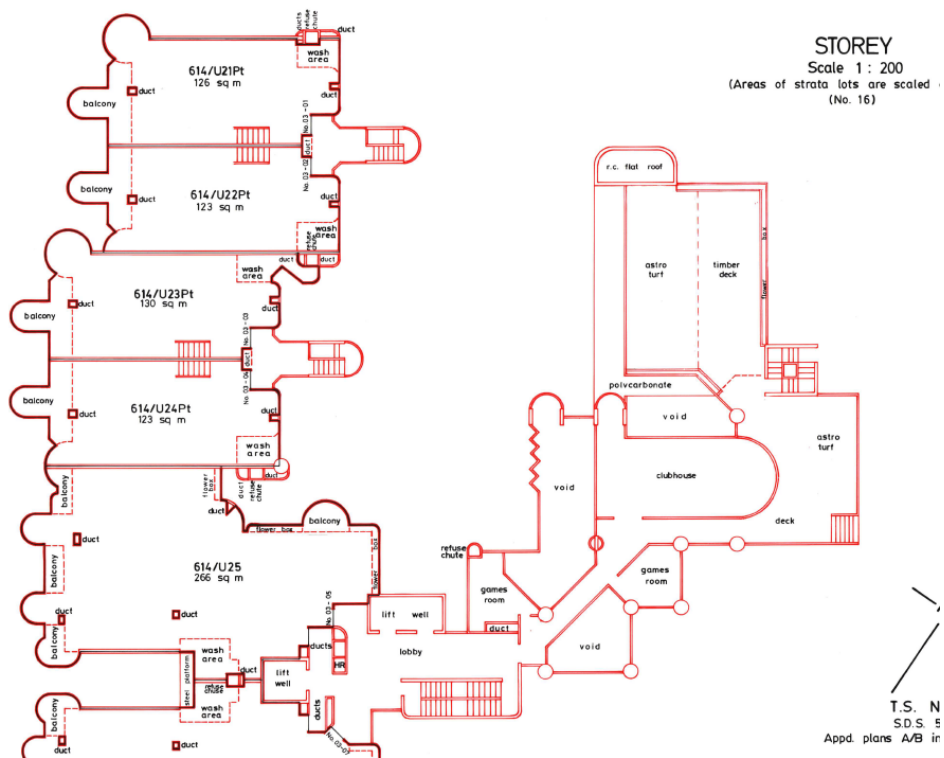 STOREY
Scale 1 : 200
(Areas of strata lots are scaled
(No. 16)
ducts
refuse
chute
duct
wash
area
614/U21Pt
126 sq m
balcony
duct
duct
No. 03-01
duct
No. 03-02
balcony
614/U22Pt
123 sq m
duct
duct
wash
area
refuse
chute
duct
duct
r.c. flat roof
astro
turf
timber
deck
flower
box
wash
area
614/U23Pt
130 sq m
balcony
duct
duct
No. 03-03
duct
balcony
614/U24Pt
123 sq m
duct
duct
wash
area
duct
refuse
chute
duct
polycarbonate
void
astro
turf
clubhouse
void
deck
balcony
flower
box
duct
flower box
balcony
flower
box
614/U25
266 sq m
balcony
duct
duct
duct
balcony
No. 03-05
refuse
chute
games
room
games
room
lift well
duct
void
lobby
ducts
HR
wash
area
duct
steel platform
refuse
chute
wash
area
lift
well
ducts
balcony
duct
duct
T.S. N
S.D.S. 5
Appd. plans A/B in